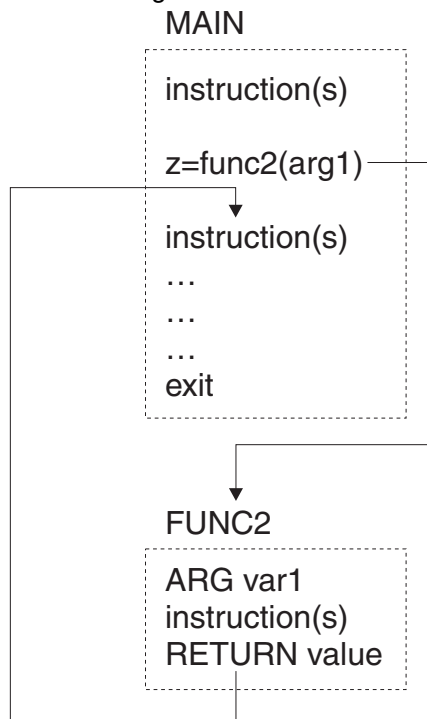 MAIN
instruction(s)
z=func2(arg1)
instruction(s)
...
...
...
exit
FUNC2
ARG var1
instruction(s)
RETURN value